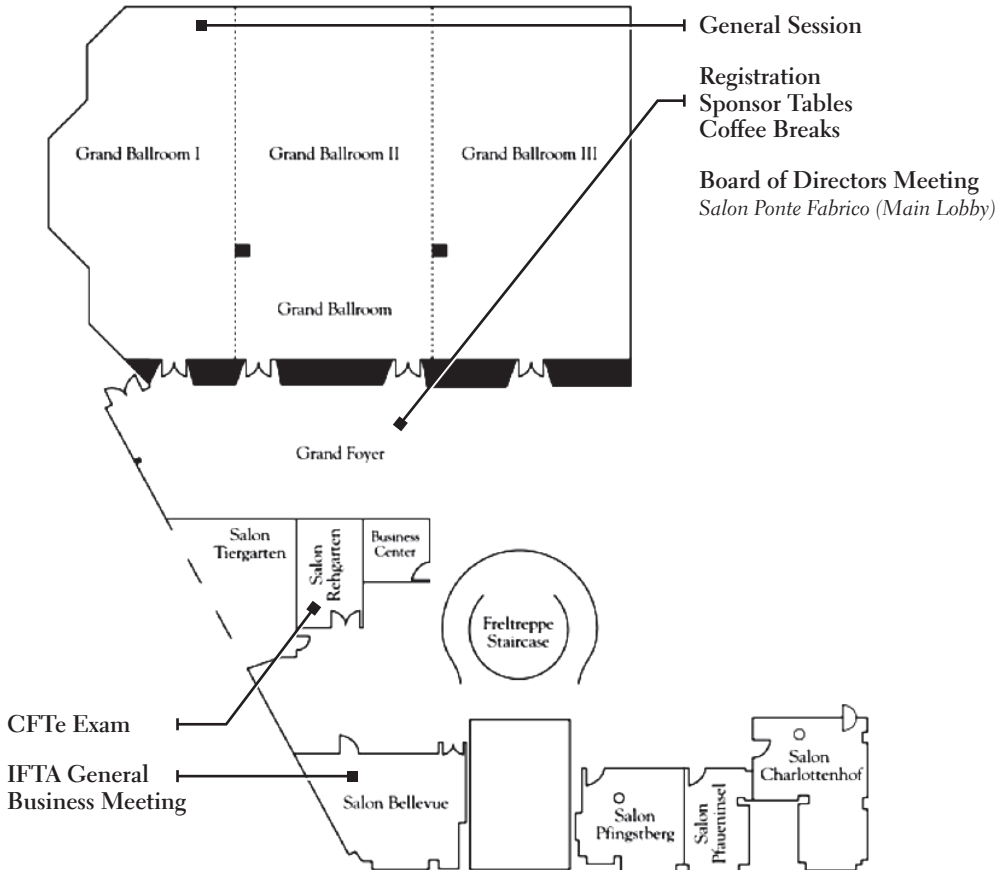 General Session
Registration
Sponsor Tables
Coffee Breaks
Board of Directors Meeting
Salon Ponte Fabrico (Main Lobby)
Grand Ballroom I
Grand Ballroom II
Grand Ballroom III
Grand Ballroom
Grand Foyer
Salon
Tiergarten
Salon
Rehgarten
Business
Center
Freltreppe
Staircase
CFTe Exam
IFTA General
Business Meeting
Salon Bellevue
Salon
Pfingstberg
Salon
Pfaueninsel
Salon
Charlottenhof